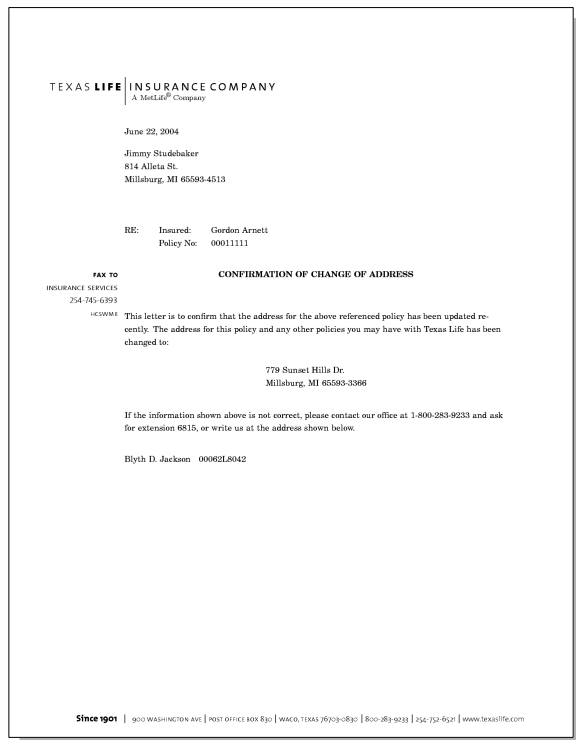 TEXAS LIFE | INSURANCE COMPANY
A MetLife® Company
June 22, 2004
Jimmy Studebaker
814 Alleta St.
Millsburg, MI 65593-4513
RE: Insured: Gordon Arnett
Policy No: 00011111
FAX TO
INSURANCE SERVICES
254-745-6393
HCSWM8
CONFIRMATION OF CHANGE OF ADDRESS
This letter is to confirm that the address for the above referenced policy has been updated re-
cently. The address for this policy and any other policies you may have with Texas Life has been
changed to:
779 Sunset Hills Dr.
Millsburg, MI 65593-3366
If the information shown above is not correct, please contact our office at 1-800-283-9233 and ask
for extension 6815, or write us at the address shown below.
Blyth D. Jackson 00062L8042
Since 1901 | 900 WASHINGTON AVE | POST OFFICE BOX 830 | WACO, TEXAS 76703-0830 | 800-283-9233 | 254-752-6521 | www.texaslife.com